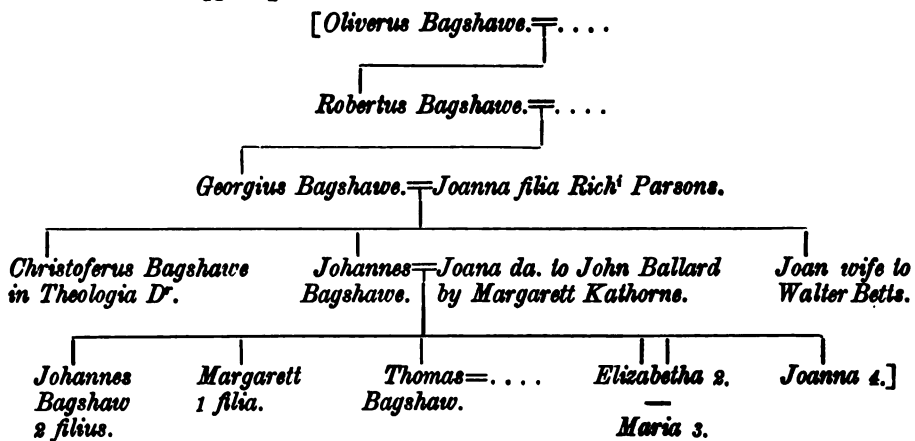 [Oliverus Bagshawe.=....
Robertus Bagshawe.=....
Georgius Bagshawe.=Joanna filia Richᵗ Parsons.
Christoferus Bagshawe
in Theologia Dʳ.
Johannes=Joana da. to John Ballard
Bagshawe. by Margarett Kathorne.
Joan wife to
Walter Betts.
Johannes
Bagshaw
2 filius.
Margarett
1 filia.
Thomas=....
Bagshaw.
Elizabetha 2.
Maria 3.
Joanna 4.]